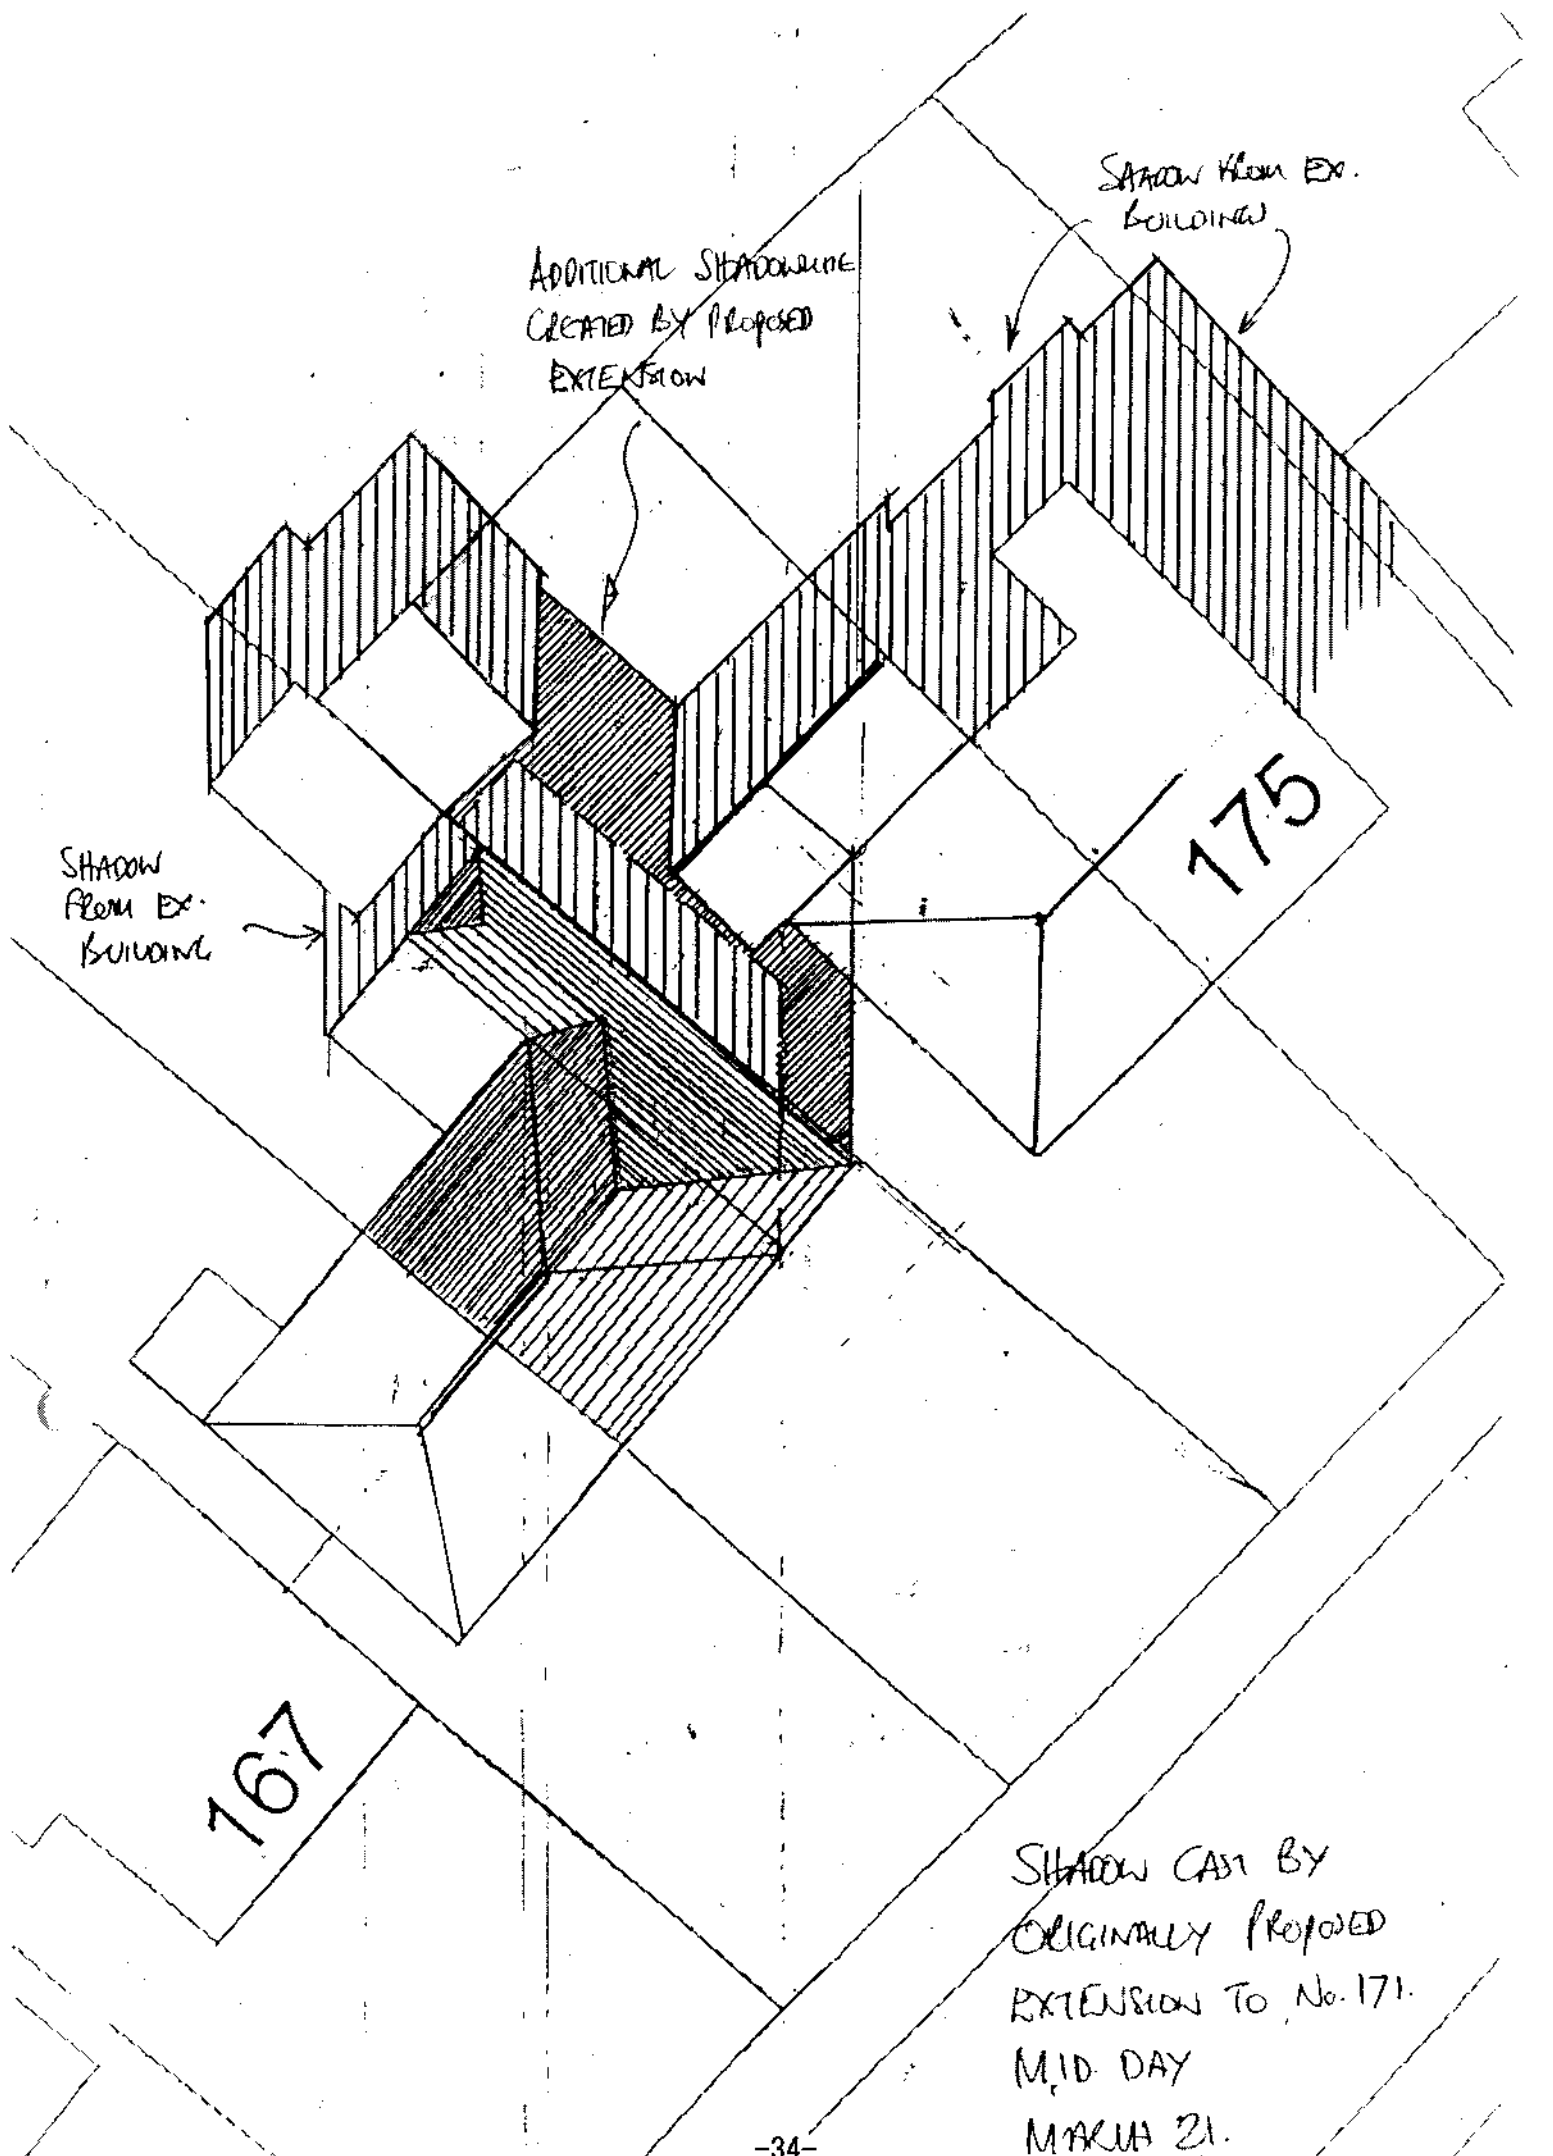 SHADOW FROM EX.
BUILDING
ADDITIONAL SHADOWLINE
CREATED BY PROPOSED
EXTENSION
175
SHADOW
FROM EX.
BUILDING
167
SHADOW CAST BY
ORIGINALLY PROPOSED
EXTENSION TO No. 171.
MID DAY
MARCH 21.
-34-